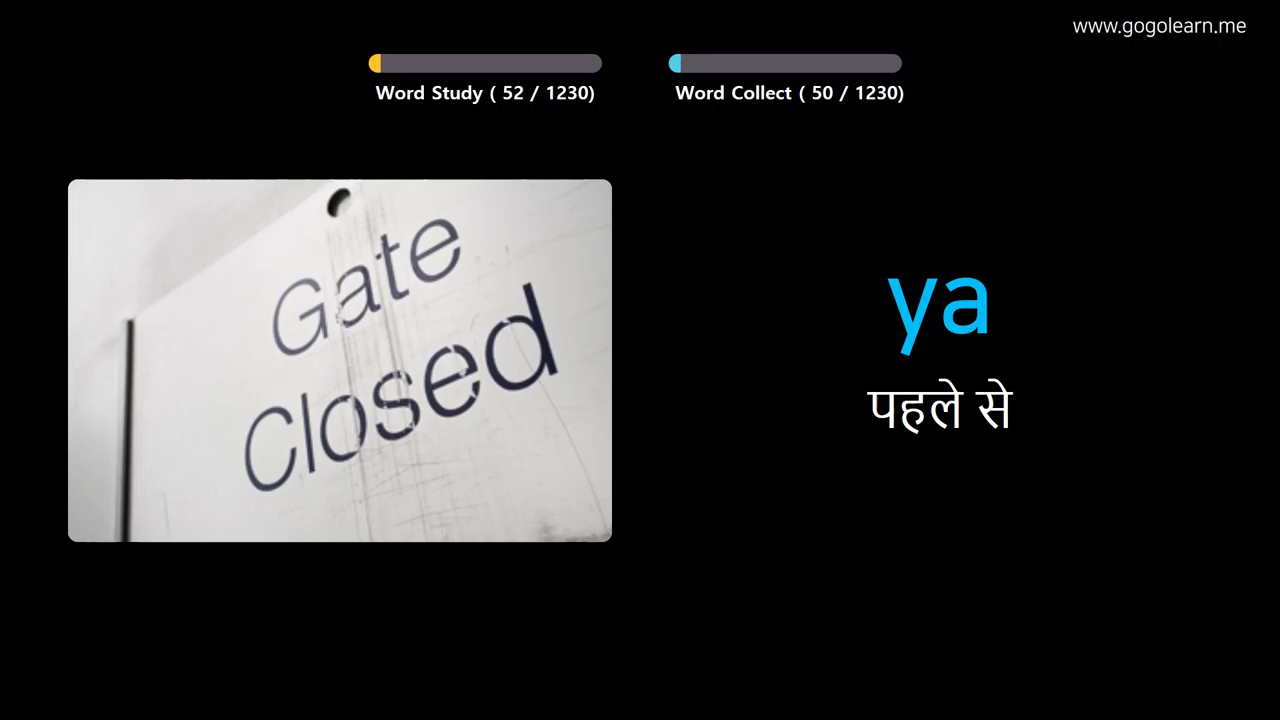 www.gogolearn.me
Word Study ( 52 / 1230)
Word Collect ( 50 / 1230)
Gate
Closed
ya
पहले से